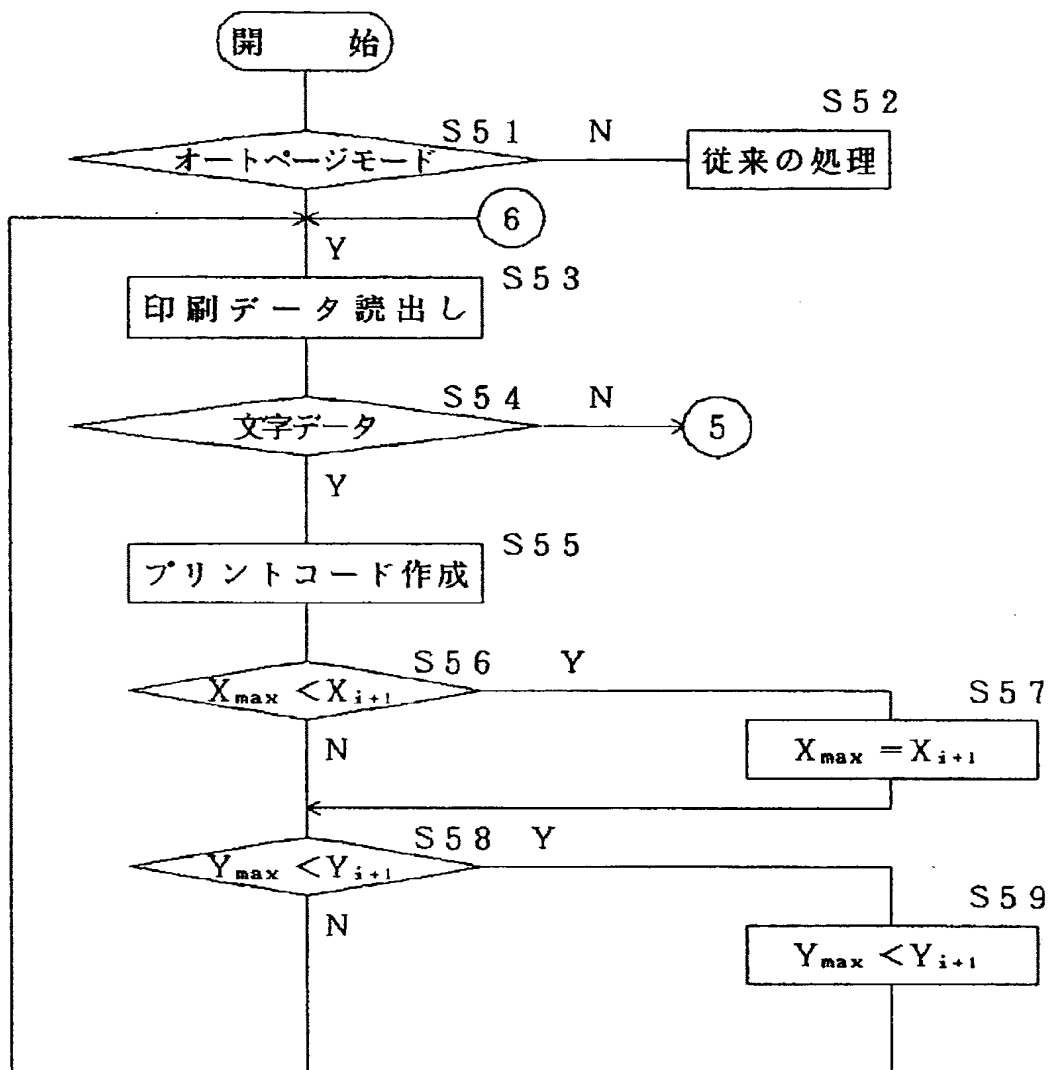 開 始
S52
S51 N
オートページモード
従来の処理
6
Y
S53
印刷データ読出し
S54 N
文字データ
5
Y
S55
プリントコード作成
S56 Y
Xmax <Xi+1
S57
N
Xmax =Xi+1
S58 Y
Ymax <Yi+1
S59
N
Ymax <Yi+1